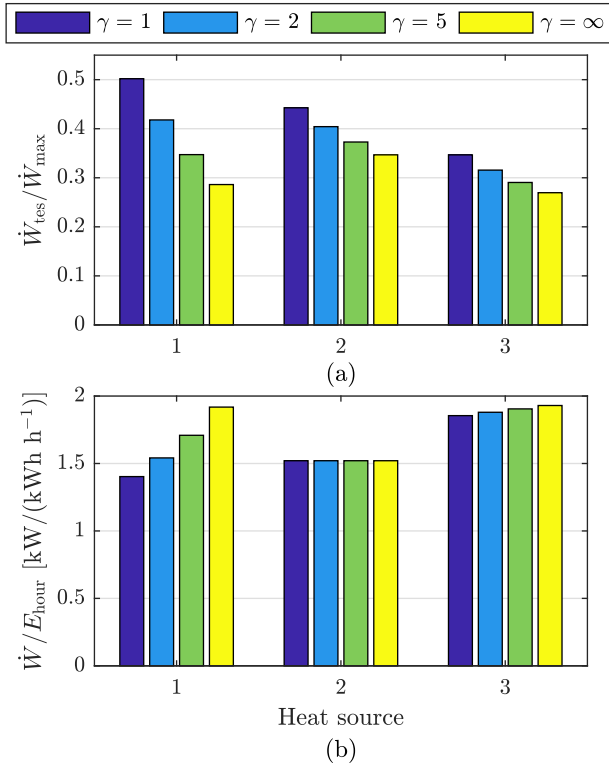 γ = 1 γ = 2 γ = 5 γ = ∞
Ẇtes/Ẇmax
0.5
0.4
0.3
0.2
0.1
0
1 2 3
(a)
Ẇ/Ehour [kW/(kWh h⁻¹)]
2
1.5
1
0.5
0
1 2 3
Heat source
(b)